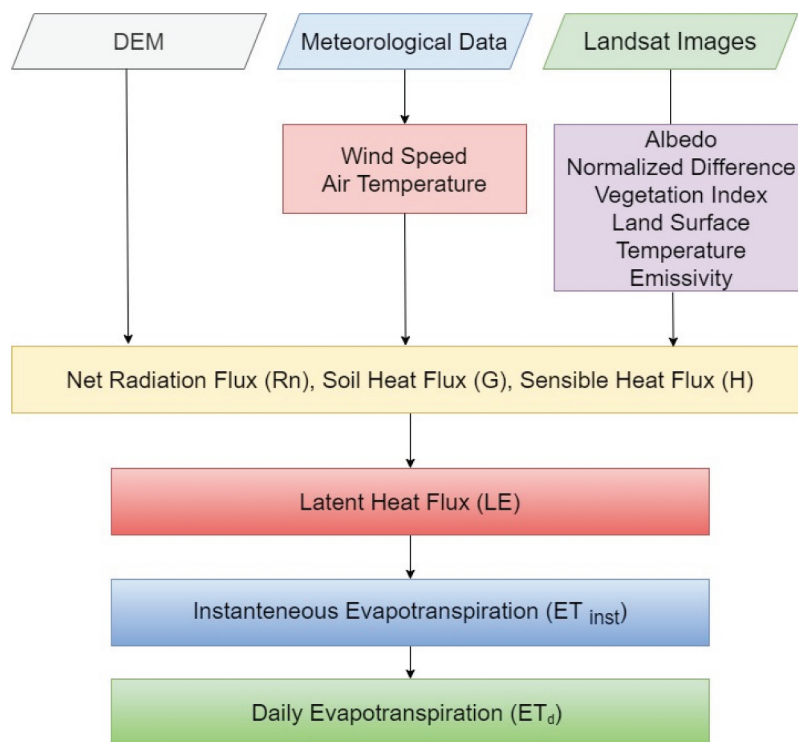 DEM
Meteorological Data
Landsat Images
Wind Speed
Air Temperature
Albedo
Normalized Difference
Vegetation Index
Land Surface
Temperature
Emissivity
Net Radiation Flux (Rn), Soil Heat Flux (G), Sensible Heat Flux (H)
Latent Heat Flux (LE)
Instanteneous Evapotranspiration (ET inst)
Daily Evapotranspiration (ETd)